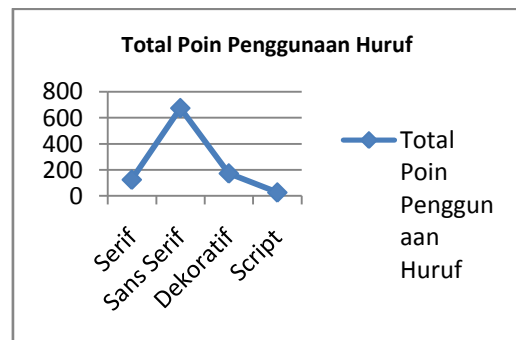 Total Poin Penggunaan Huruf
800
600
400
200
0
Serif
Sans Serif
Dekoratif
Script
Total
Poin
Penggun
aan
Huruf